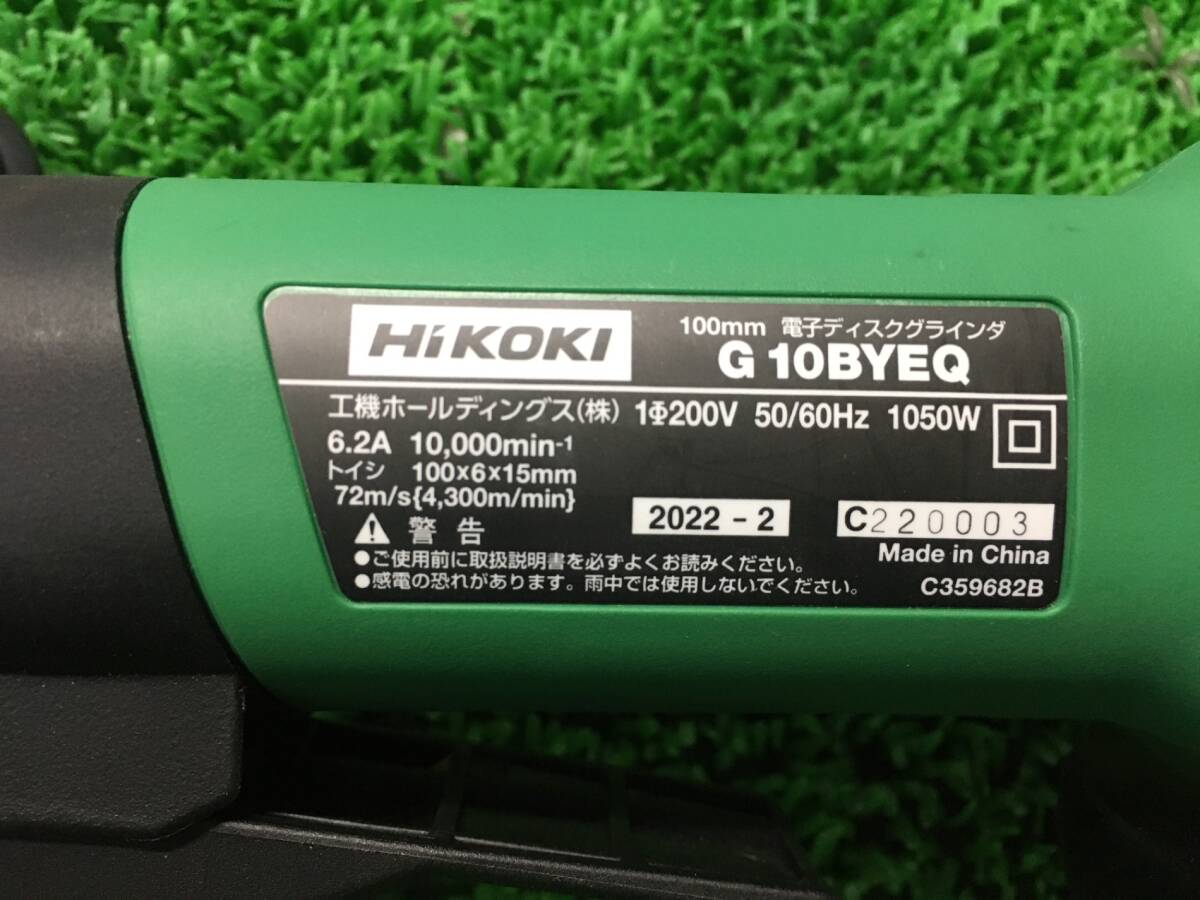 HiKOKI
100mm 電子ディスクグラインダ
G 10BYEQ
工機ホールディングス(株) 1Φ200V 50/60Hz 1050W
6.2A 10,000min-1
トイシ 100×6×15mm
72m/s{4,300m/min}
警告
2022 - 2
C220003
Made in China
●ご使用前に取扱説明書を必ずよくお読みください。
●感電の恐れがあります。雨中では使用しないでください。
C359682B